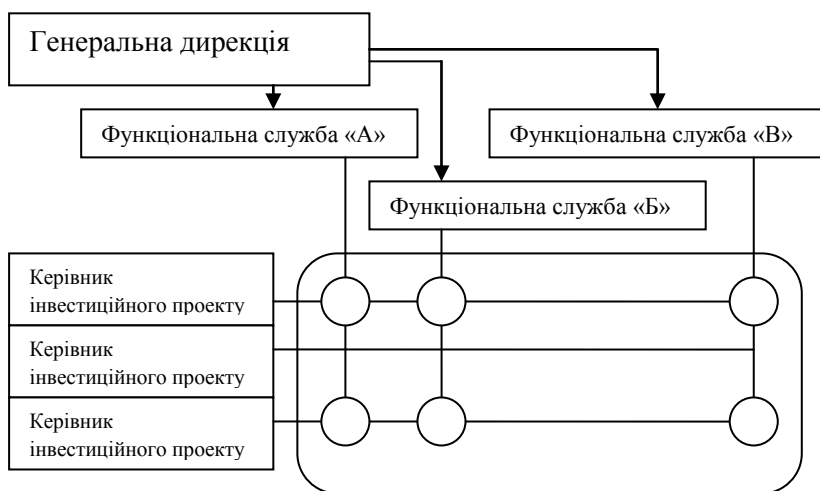 Генеральна дирекція
Функціональна служба «А»
Функціональна служба «В»
Функціональна служба «Б»
Керівник
інвестиційного проекту
Керівник
інвестиційного проекту
Керівник
інвестиційного проекту